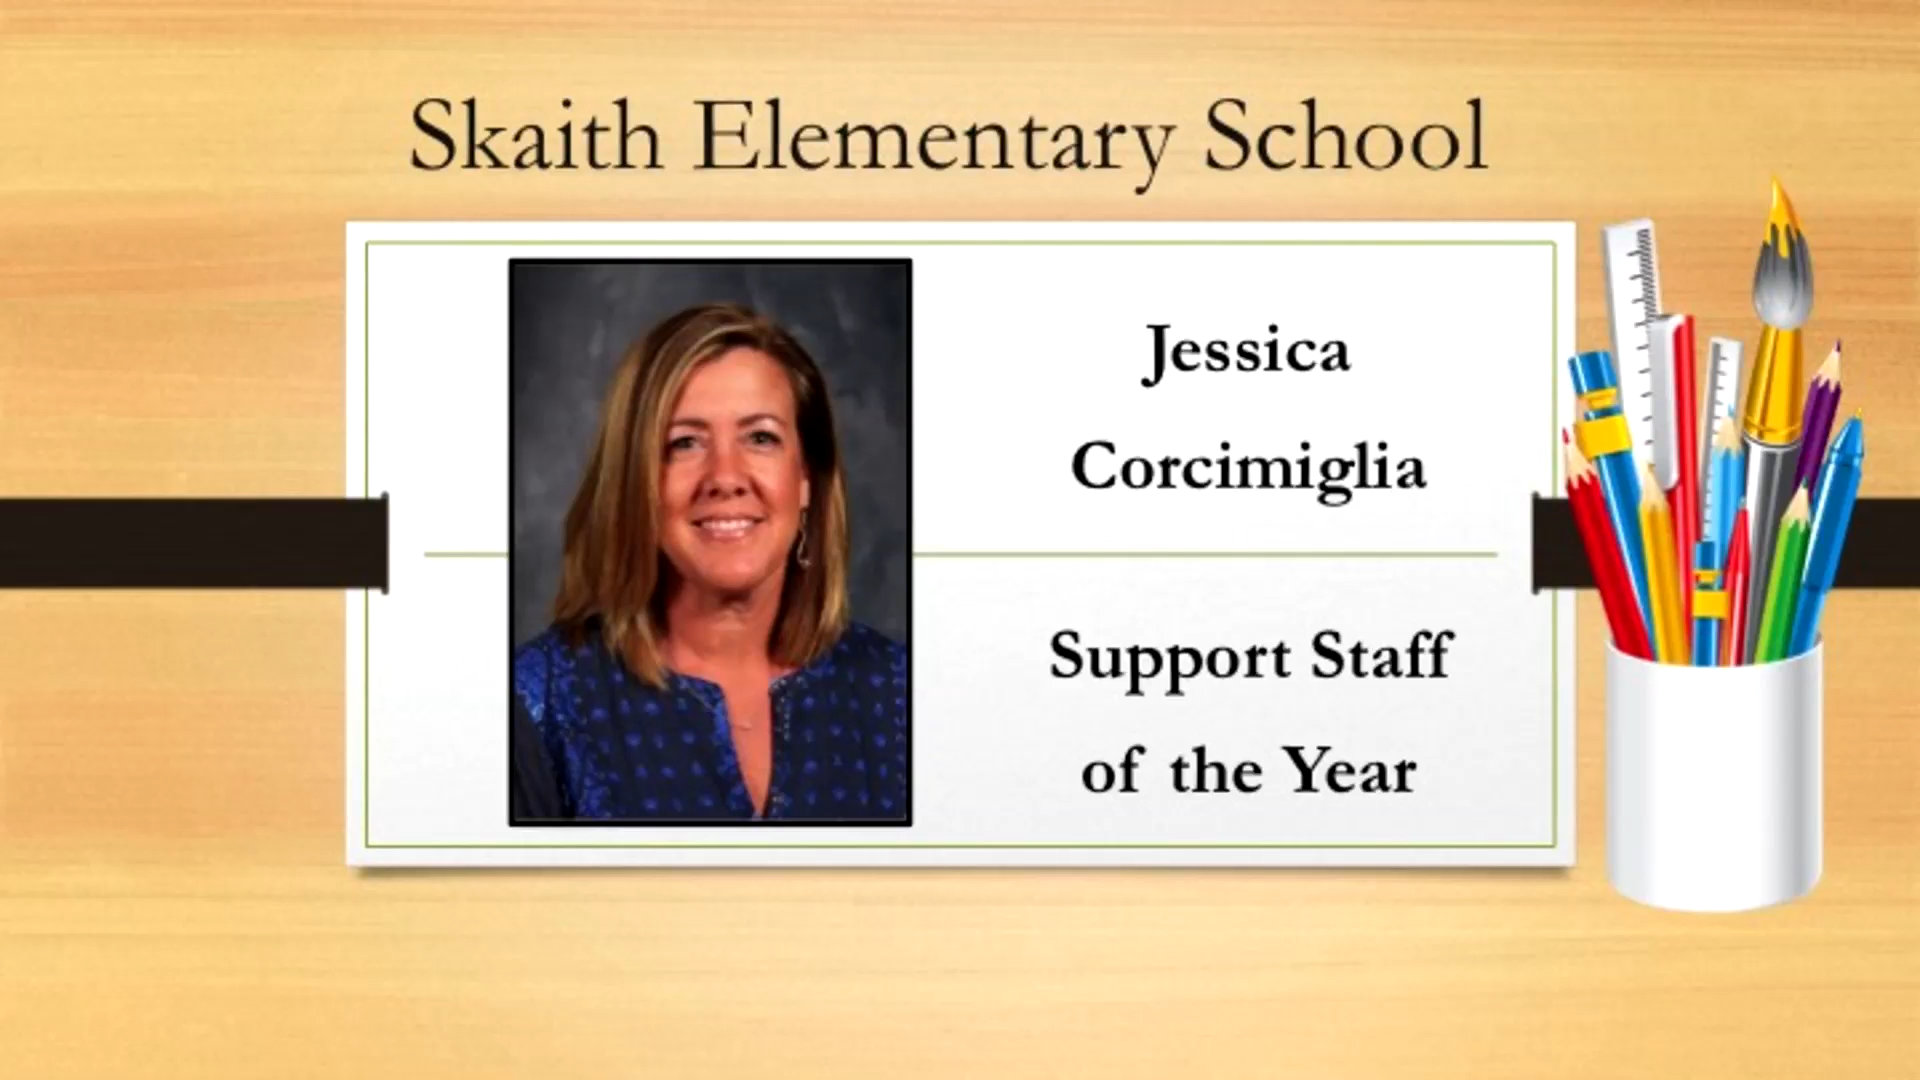 Skaith Elementary School
Jessica
Corcimiglia
Support Staff
of the Year